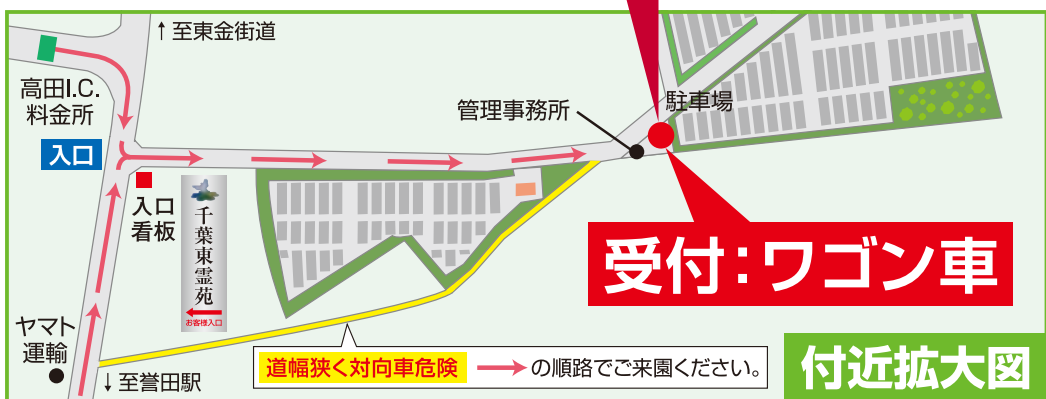 ↑ 至東金街道
高田I.C.
料金所
入口
入口
看板
千葉東霊苑
お客様入口
管理事務所
駐車場
受付：ワゴン車
ヤマト
運輸
↓ 至誉田駅
道幅狭く対向車危険 → の順路でご来園ください。
付近拡大図